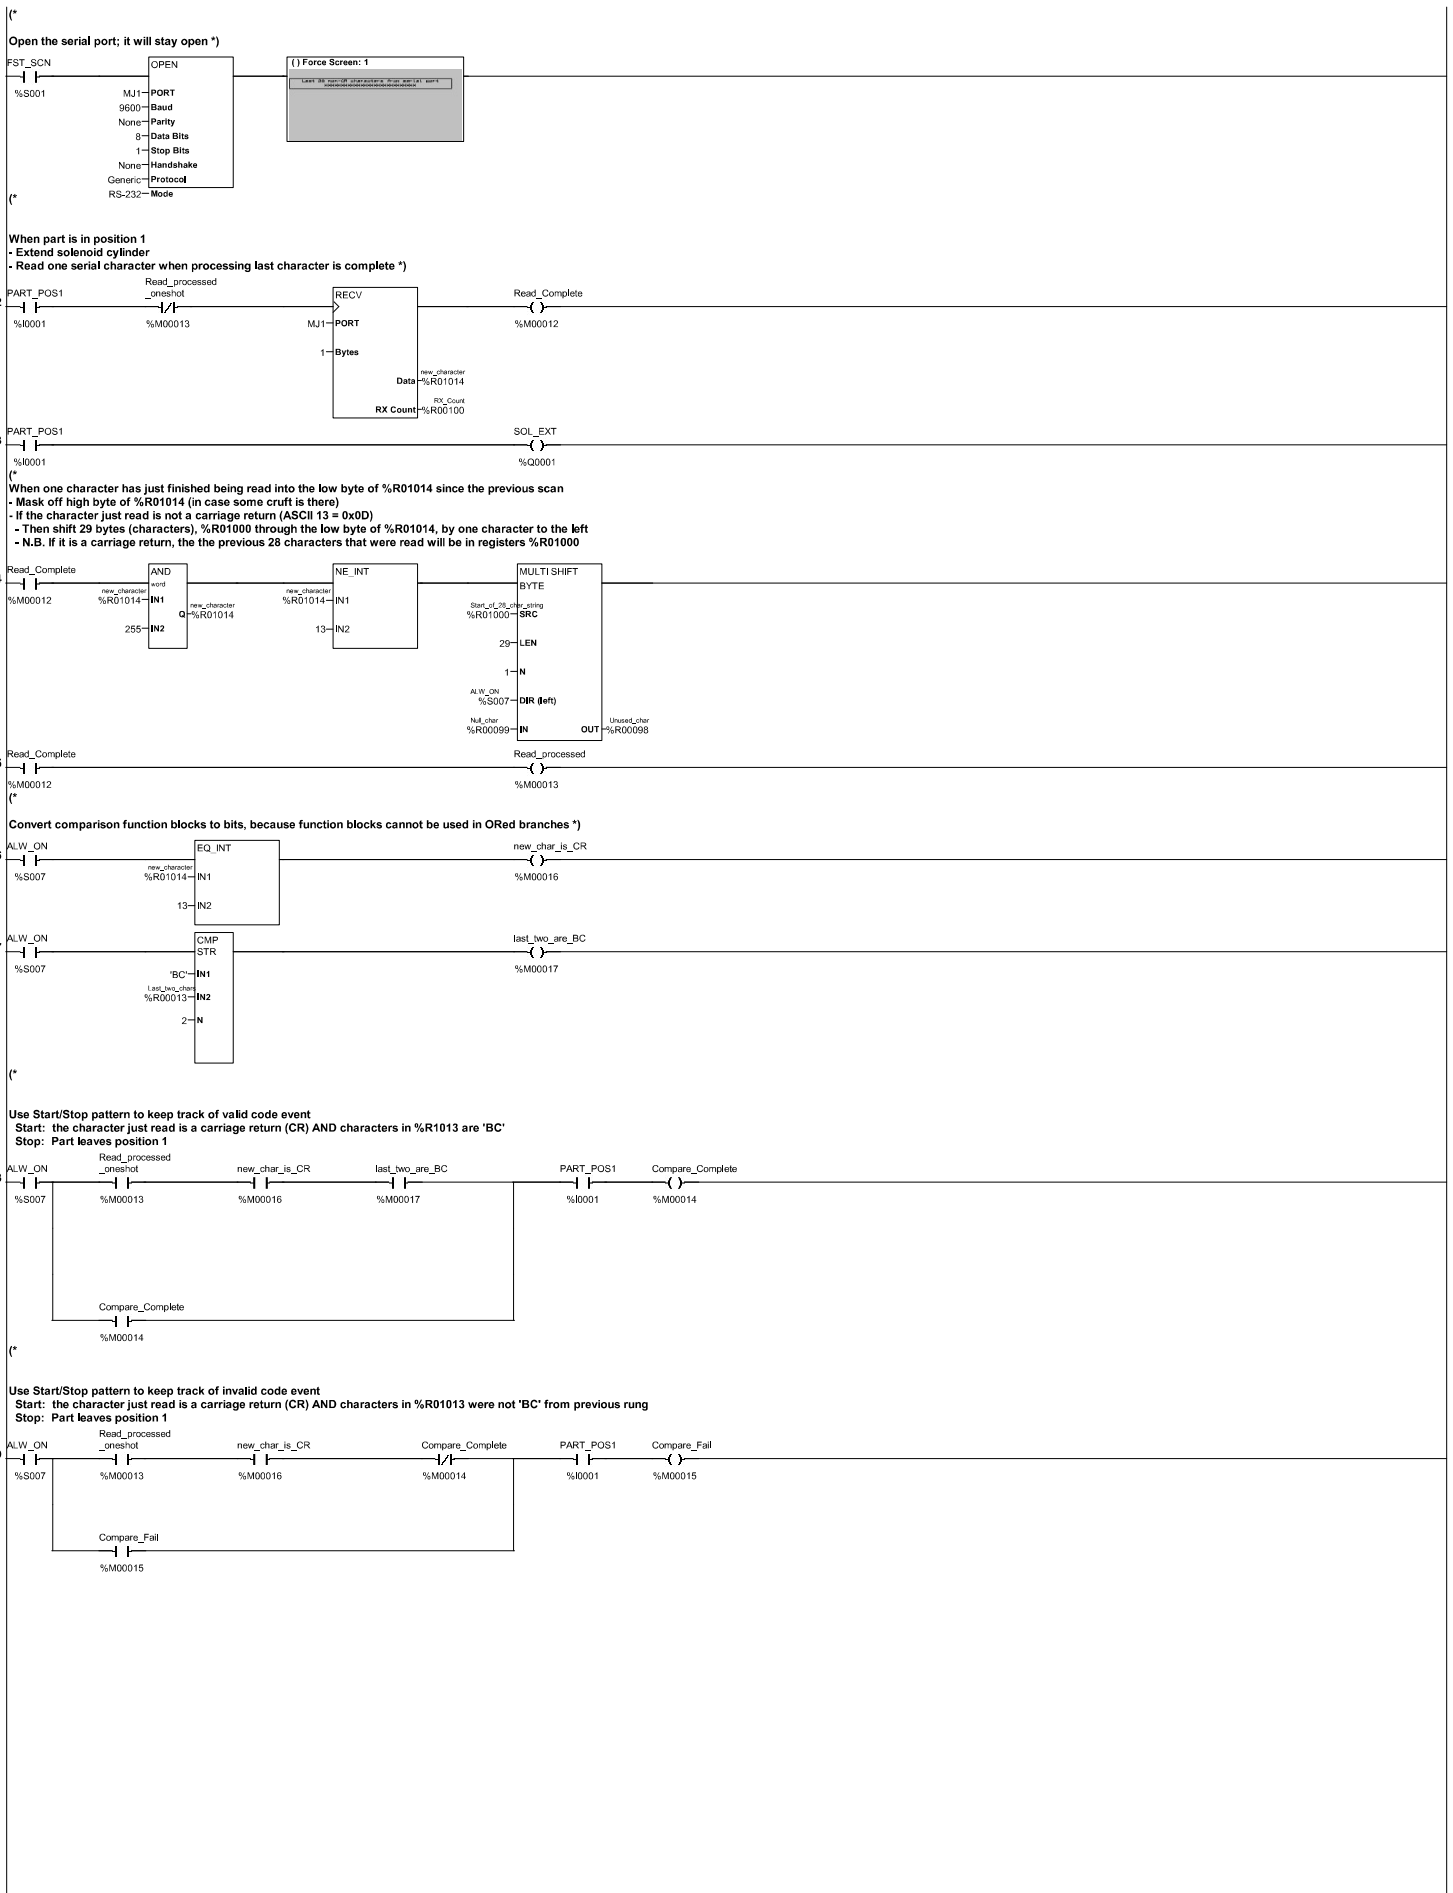 (*
Open the serial port; it will stay open *)
FST_SCN
%S001
OPEN
MJ1 PORT
9600 Baud
None Parity
8 Data Bits
1 Stop Bits
None Handshake
Generic Protocol
RS-232 Mode
( ) Force Screen: 1
Last 28 non-CR characters from serial port
(*
When part is in position 1
- Extend solenoid cylinder
- Read one serial character when processing last character is complete *)
PART_POS1
%I0001
Read_processed
_oneshot
%M00013
RECV
MJ1 PORT
1 Bytes
Data
new_character
%R01014
RX Count
RX_Count
%R00100
Read_Complete
%M00012
PART_POS1
%I0001
SOL_EXT
%Q0001
(*
When one character has just finished being read into the low byte of %R01014 since the previous scan
- Mask off high byte of %R01014 (in case some cruft is there)
- If the character just read is not a carriage return (ASCII 13 = 0x0D)
- Then shift 29 bytes (characters), %R01000 through the low byte of %R01014, by one character to the left
- N.B. If it is a carriage return, the the previous 28 characters that were read will be in registers %R01000
Read_Complete
%M00012
AND
word
new_character
%R01014 IN1
Q
new_character
%R01014
255 IN2
NE_INT
new_character
%R01014 IN1
13 IN2
MULTI SHIFT
BYTE
Start_of_28_char_string
%R01000 SRC
29 LEN
1 N
ALW_ON
%S007 DIR (left)
Null_char
%R00099 IN
OUT
Unused_char
%R00098
Read_Complete
%M00012
Read_processed
%M00013
(*
Convert comparison function blocks to bits, because function blocks cannot be used in ORed branches *)
6
ALW_ON
%S007
EQ_INT
new_character
%R01014 IN1
13 IN2
new_char_is_CR
%M00016
ALW_ON
%S007
CMP
STR
'BC' IN1
Last_two_chars
%R00013 IN2
2 N
last_two_are_BC
%M00017
(*
Use Start/Stop pattern to keep track of valid code event
Start: the character just read is a carriage return (CR) AND characters in %R1013 are 'BC'
Stop: Part leaves position 1
ALW_ON
%S007
Read_processed
_oneshot
%M00013
new_char_is_CR
%M00016
last_two_are_BC
%M00017
PART_POS1
%I0001
Compare_Complete
%M00014
Compare_Complete
%M00014
(*
Use Start/Stop pattern to keep track of invalid code event
Start: the character just read is a carriage return (CR) AND characters in %R01013 were not 'BC' from previous rung
Stop: Part leaves position 1
ALW_ON
%S007
Read_processed
_oneshot
%M00013
new_char_is_CR
%M00016
Compare_Complete
%M00014
PART_POS1
%I0001
Compare_Fail
%M00015
Compare_Fail
%M00015